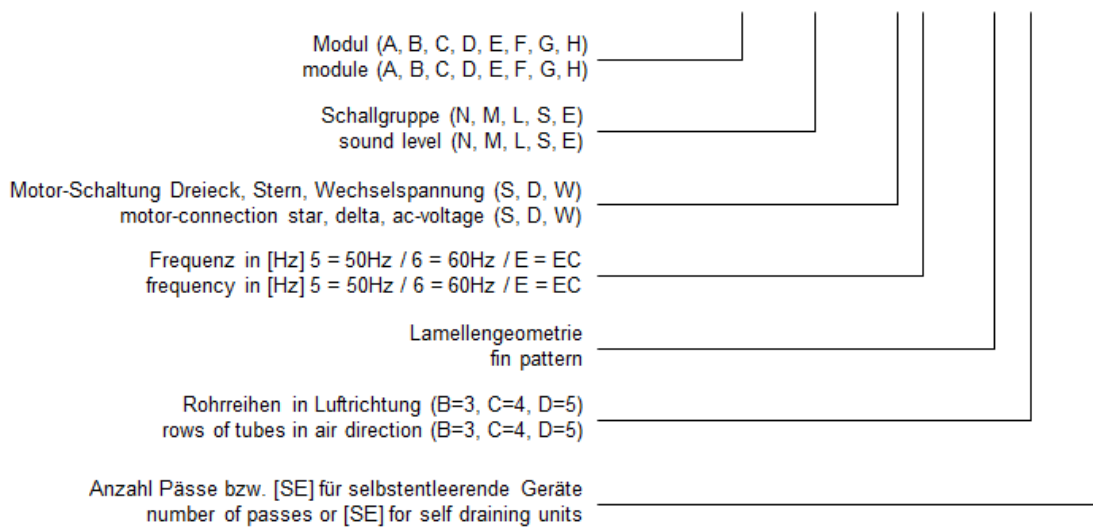 Modul (A, B, C, D, E, F, G, H)
module (A, B, C, D, E, F, G, H)
Schallgruppe (N, M, L, S, E)
sound level (N, M, L, S, E)
Motor-Schaltung Dreieck, Stern, Wechselspannung (S, D, W)
motor-connection star, delta, ac-voltage (S, D, W)
Frequenz in [Hz] 5 = 50Hz / 6 = 60Hz / E = EC
frequency in [Hz] 5 = 50Hz / 6 = 60Hz / E = EC
Lamellengeometrie
fin pattern
Rohrreihen in Luftrichtung (B=3, C=4, D=5)
rows of tubes in air direction (B=3, C=4, D=5)
Anzahl Pässe bzw. [SE] für selbstentleerende Geräte
number of passes or [SE] for self draining units